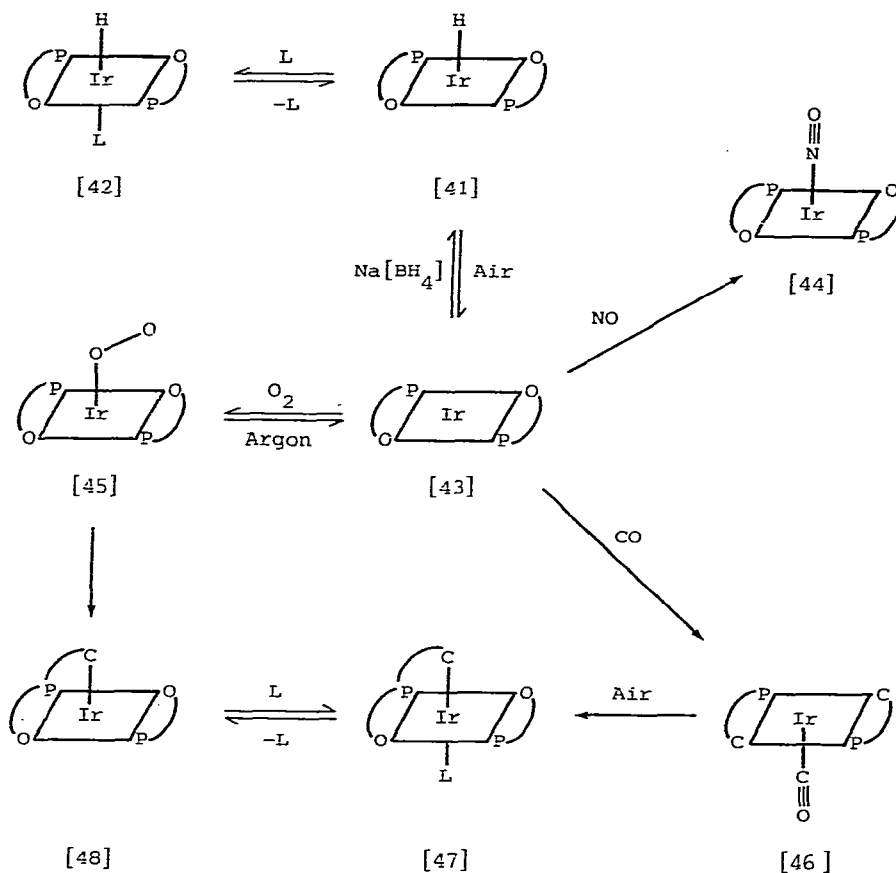 H H
P O L P O
Ir Ir
O P -L O P
L
[42] [41]
O
N
P O
Ir
O P
[44]
Na[BH4] Air
NO
O
O
P O O2 P O
Ir Ir
O P Argon O P
[45] [43]
CO
C C
P O L P O Air P C
Ir Ir Ir
O P -L O P C P
L C
O
[48] [47] [46]